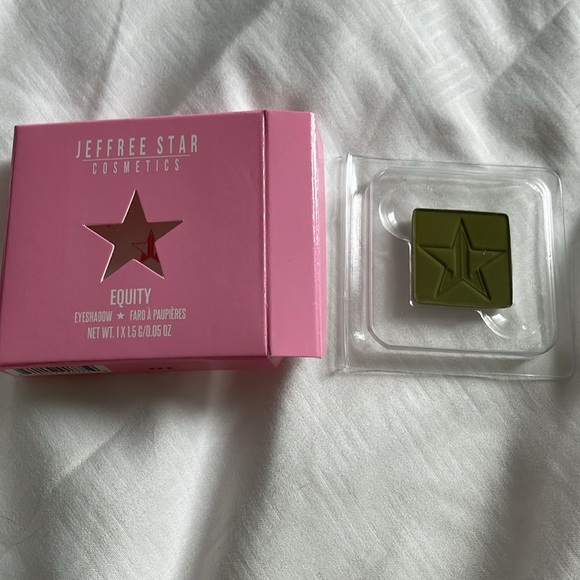 JEFFREE STAR
COSMETICS
EQUITY
EYESHADOW ★ FARD À PAUPIÈRES
NET WT. 1 X 1.5 G/0.05 OZ